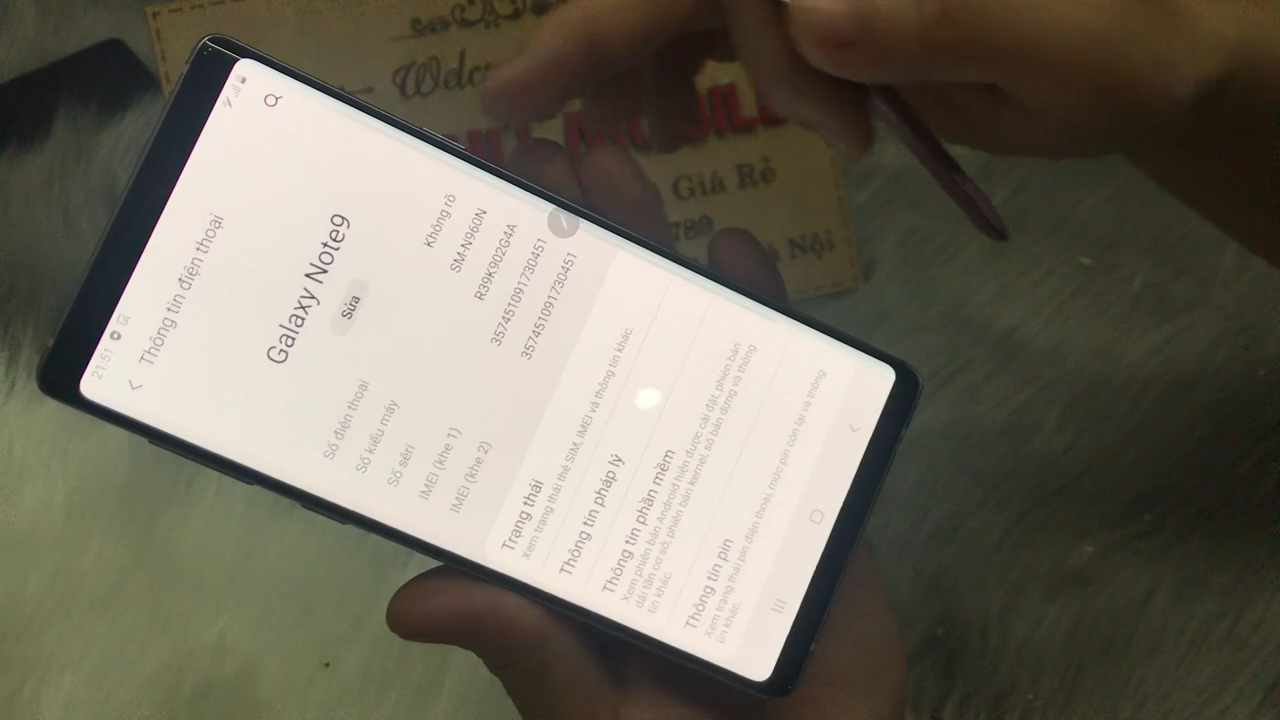 21:51
Thông tin điện thoại
Galaxy Note9
Sửa
Số điện thoại Không rõ
Số kiểu máy SM-N960N
Số sêri R39K902G4A
IMEI (khe 1) 357451091730451
IMEI (khe 2) 357451091730451
Trạng thái
Xem trạng thái thẻ SIM, IMEI và thông tin khác.
Thông tin pháp lý
Thông tin phần mềm
Xem phiên bản Android hiện được cài đặt, phiên bản
dải tần cơ sở, phiên bản kernel, số bản dựng và thông
tin khác.
Thông tin pin
Xem trạng thái pin điện thoại, mức pin còn lại và thông
tin khác.
Giá Rẻ
789
Nội